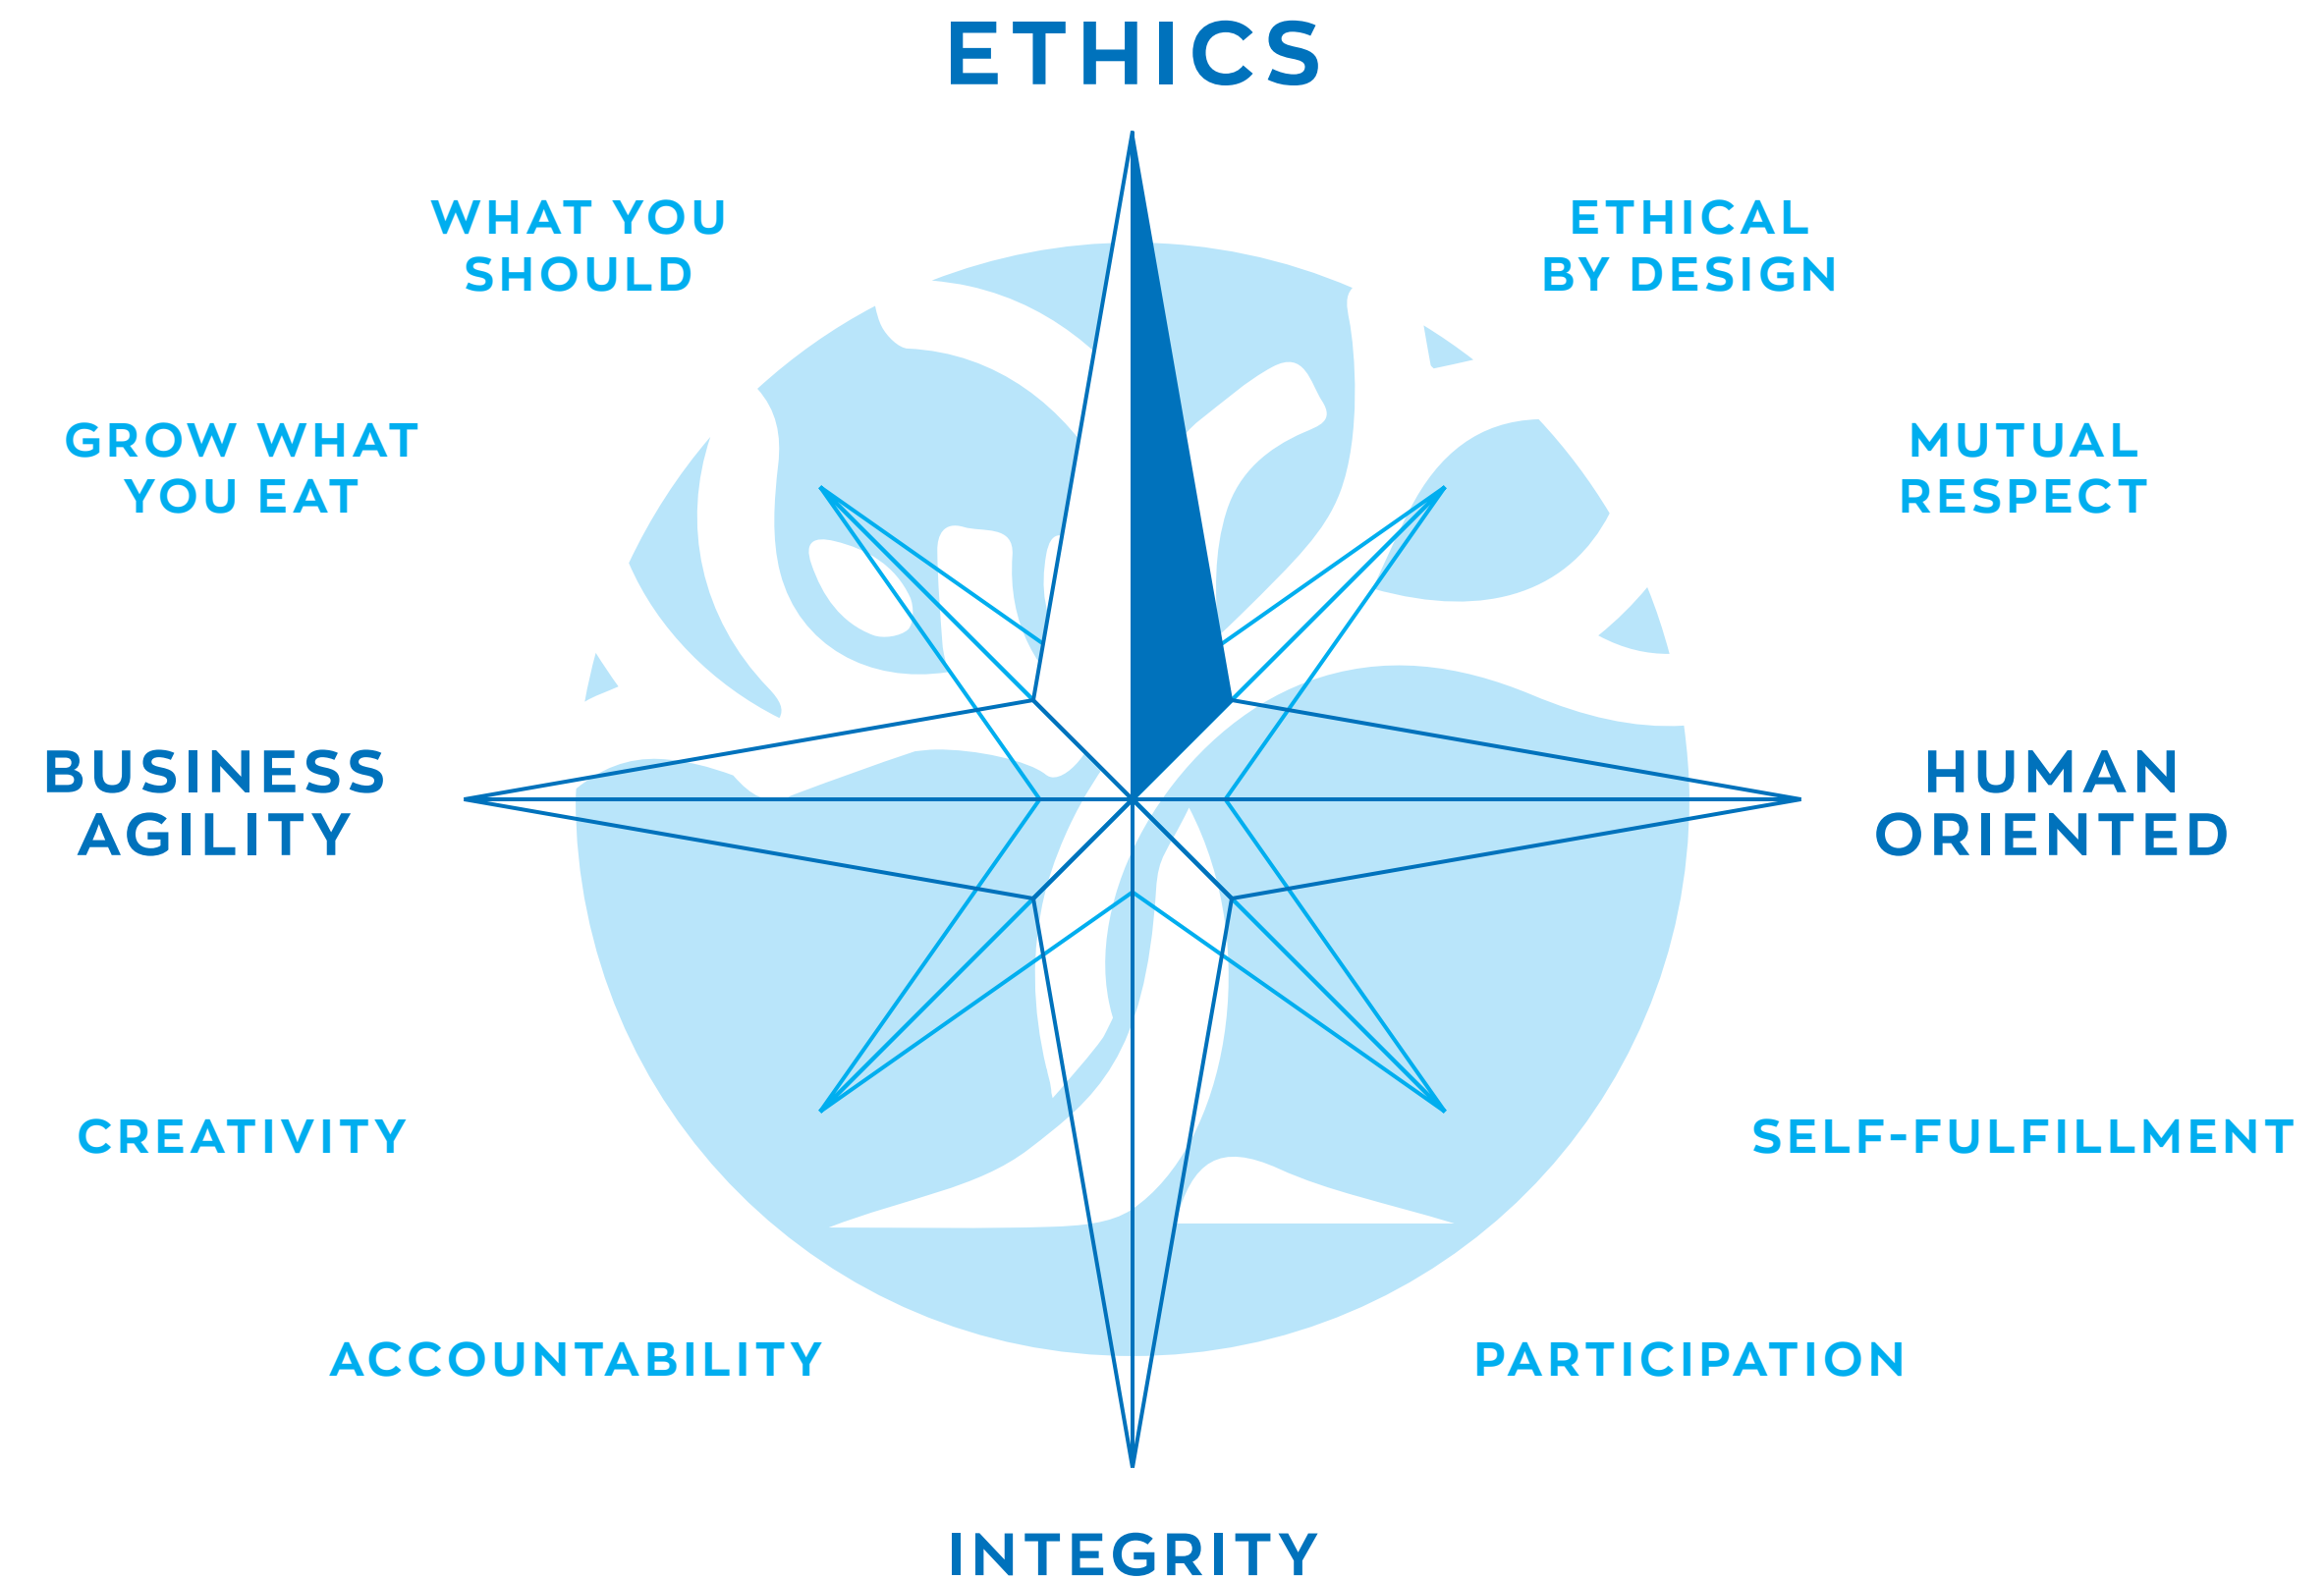 ETHICS
WHAT YOU
SHOULD
ETHICAL
BY DESIGN
GROW WHAT
YOU EAT
MUTUAL
RESPECT
BUSINESS
AGILITY
HUMAN
ORIENTED
CREATIVITY
SELF-FULFILLMENT
ACCOUNTABILITY
PARTICIPATION
INTEGRITY